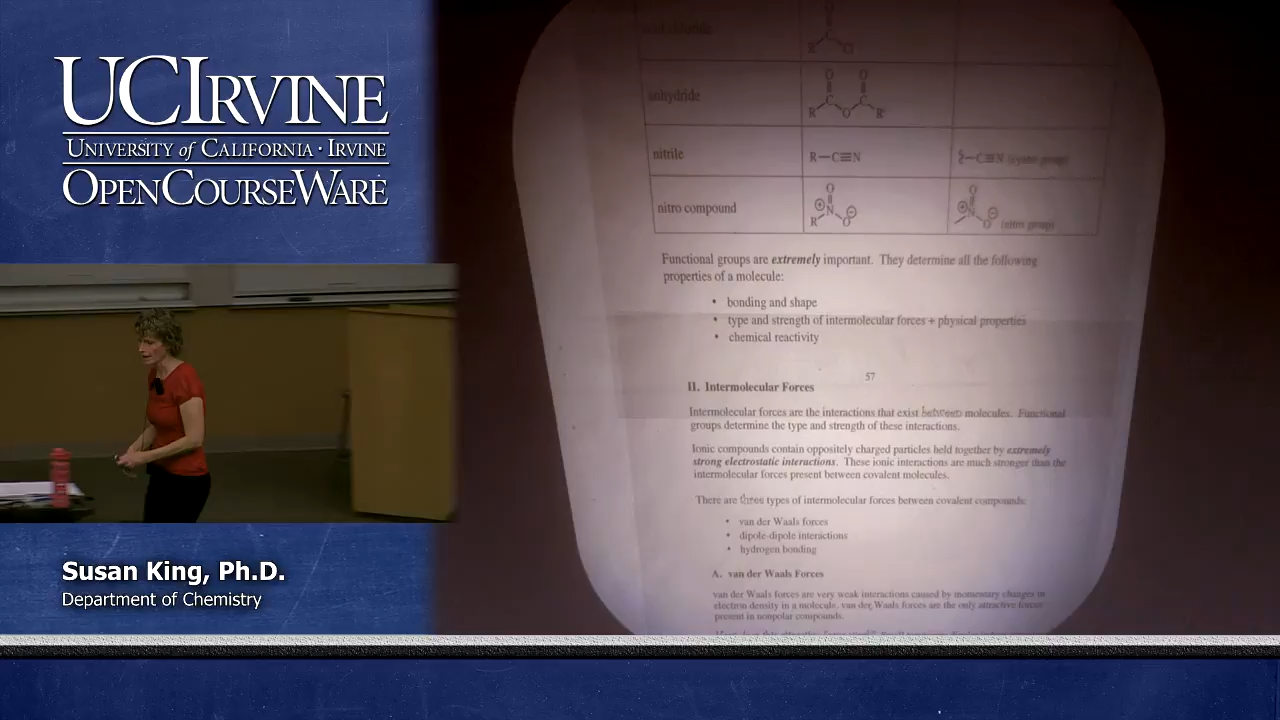 UCIRVINE
UNIVERSITY of CALIFORNIA · IRVINE
OPENCOURSEWARE
Susan King, Ph.D.
Department of Chemistry
O
R C Cl
anhydride
O O
C C
R O R'
nitrile
R—C≡N
—C≡N (cyano group)
nitro compound
O
⊕ N ⊖
R O
O
⊕ N ⊖
O (nitro group)
Functional groups are extremely important. They determine all the following
properties of a molecule:
• bonding and shape
• type and strength of intermolecular forces + physical properties
• chemical reactivity
57
II. Intermolecular Forces
Intermolecular forces are the interactions that exist between molecules. Functional
groups determine the type and strength of these interactions.
Ionic compounds contain oppositely charged particles held together by extremely
strong electrostatic interactions. These ionic interactions are much stronger than the
intermolecular forces present between covalent molecules.
There are three types of intermolecular forces between covalent compounds:
• van der Waals forces
• dipole-dipole interactions
• hydrogen bonding
A. van der Waals Forces
van der Waals forces are very weak interactions caused by momentary changes in
electron density in a molecule. van der Waals forces are the only attractive forces
present in nonpolar compounds.